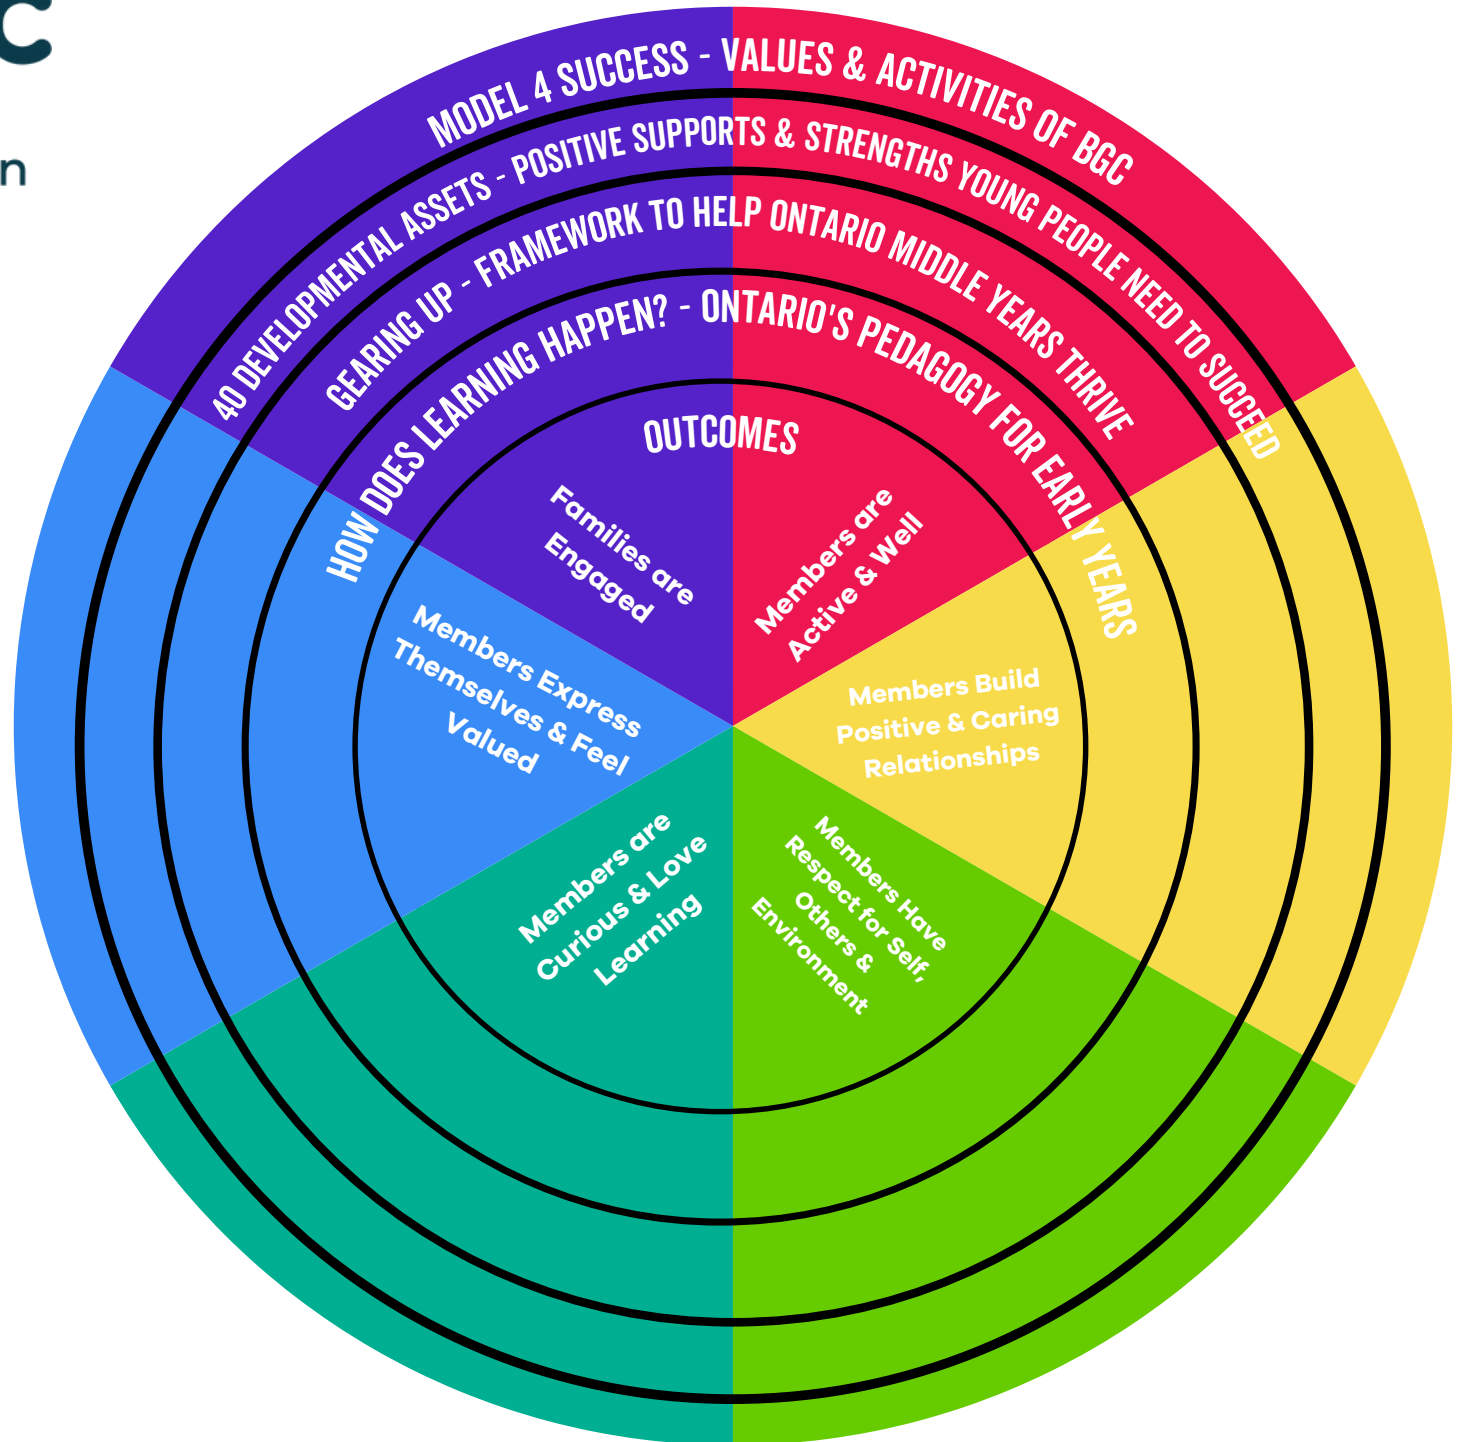 C
n
MODEL 4 SUCCESS - VALUES & ACTIVITIES OF BGC
40 DEVELOPMENTAL ASSETS - POSITIVE SUPPORTS & STRENGTHS YOUNG PEOPLE NEED TO SUCCEED
GEARING UP - FRAMEWORK TO HELP ONTARIO MIDDLE YEARS THRIVE
HOW DOES LEARNING HAPPEN? - ONTARIO'S PEDAGOGY FOR EARLY YEARS
OUTCOMES
Families are
Engaged
Members are
Active & Well
Members Express
Themselves & Feel
Valued
Members Build
Positive & Caring
Relationships
Members are
Curious & Love
Learning
Members Have
Respect for Self,
Others &
Environment